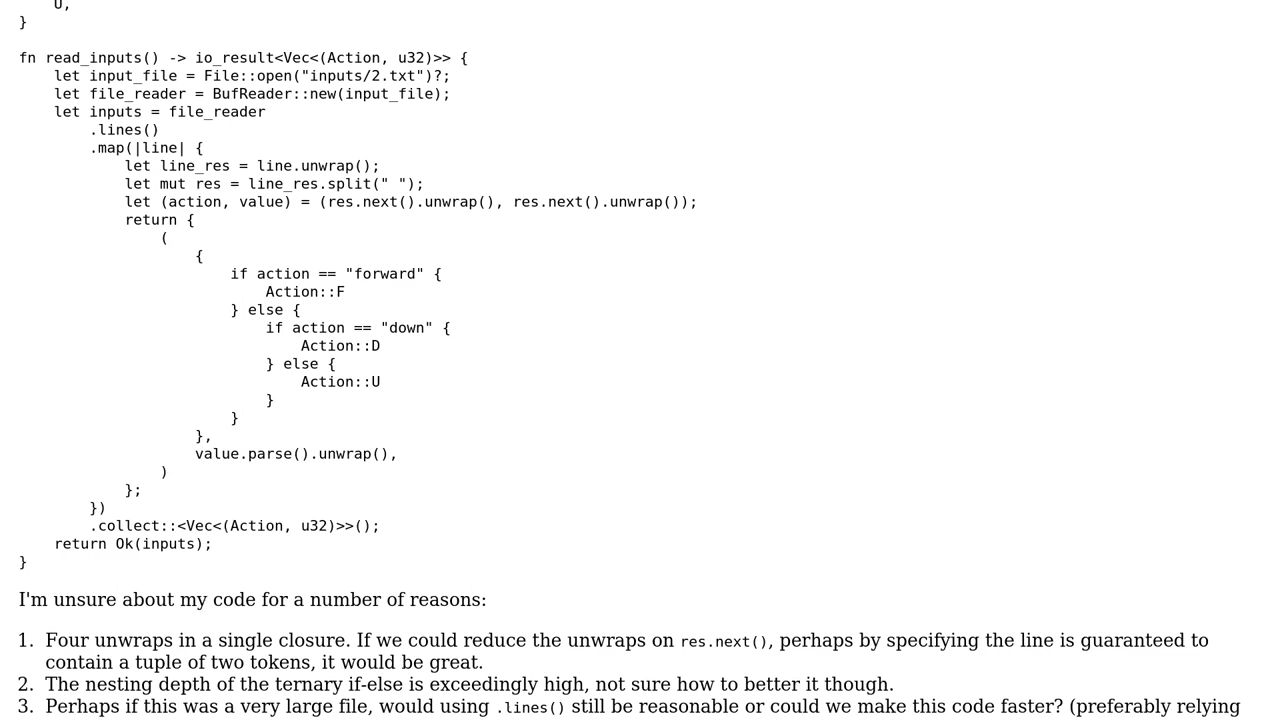 U,
}
fn read_inputs() -> io_result<Vec<(Action, u32)>> {
let input_file = File::open("inputs/2.txt")?;
let file_reader = BufReader::new(input_file);
let inputs = file_reader
.lines()
.map(|line| {
let line_res = line.unwrap();
let mut res = line_res.split(" ");
let (action, value) = (res.next().unwrap(), res.next().unwrap());
return {
(
{
if action == "forward" {
Action::F
} else {
if action == "down" {
Action::D
} else {
Action::U
}
}
},
value.parse().unwrap(),
)
};
})
.collect::<Vec<(Action, u32)>>();
return Ok(inputs);
}
I'm unsure about my code for a number of reasons:
1. Four unwraps in a single closure. If we could reduce the unwraps on res.next(), perhaps by specifying the line is guaranteed to
contain a tuple of two tokens, it would be great.
2. The nesting depth of the ternary if-else is exceedingly high, not sure how to better it though.
3. Perhaps if this was a very large file, would using .lines() still be reasonable or could we make this code faster? (preferably relying